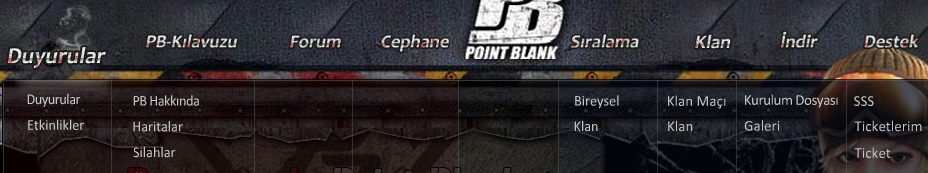 Duyurular PB-Kılavuzu Forum Cephane PB Sıralama Klan İndir Destek
POINT BLANK
Duyurular PB Hakkında Bireysel Klan Maçı Kurulum Dosyası SSS
Etkinlikler Haritalar Klan Klan Galeri Ticketlerim
Silahlar Ticket